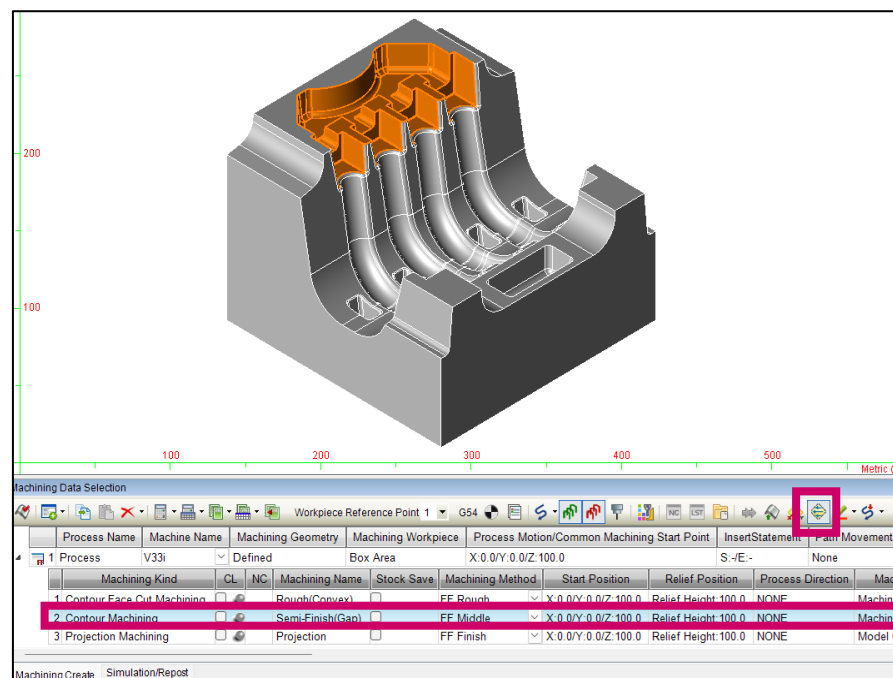 200
100
100 200 300 400 500
Metric (
Machining Data Selection
Workpiece Reference Point 1 G54 NC LST
Process Name Machine Name Machining Geometry Machining Workpiece Process Motion/Common Machining Start Point InsertStatement Path Movement
1 Process V33i Defined Box Area X:0.0/Y:0.0/Z:100.0 S:-/E:- None
Machining Kind CL NC Machining Name Stock Save Machining Method Start Position Relief Position Process Direction Mac
1 Contour Face Cut Machining Rough(Convex) FF Rough X:0.0/Y:0.0/Z:100.0 Relief Height:100.0 NONE Machin
2 Contour Machining Semi-Finish(Gap) FF Middle X:0.0/Y:0.0/Z:100.0 Relief Height:100.0 NONE Machin
3 Projection Machining Projection FF Finish X:0.0/Y:0.0/Z:100.0 Relief Height:100.0 NONE Model
Machining Create Simulation/Repost